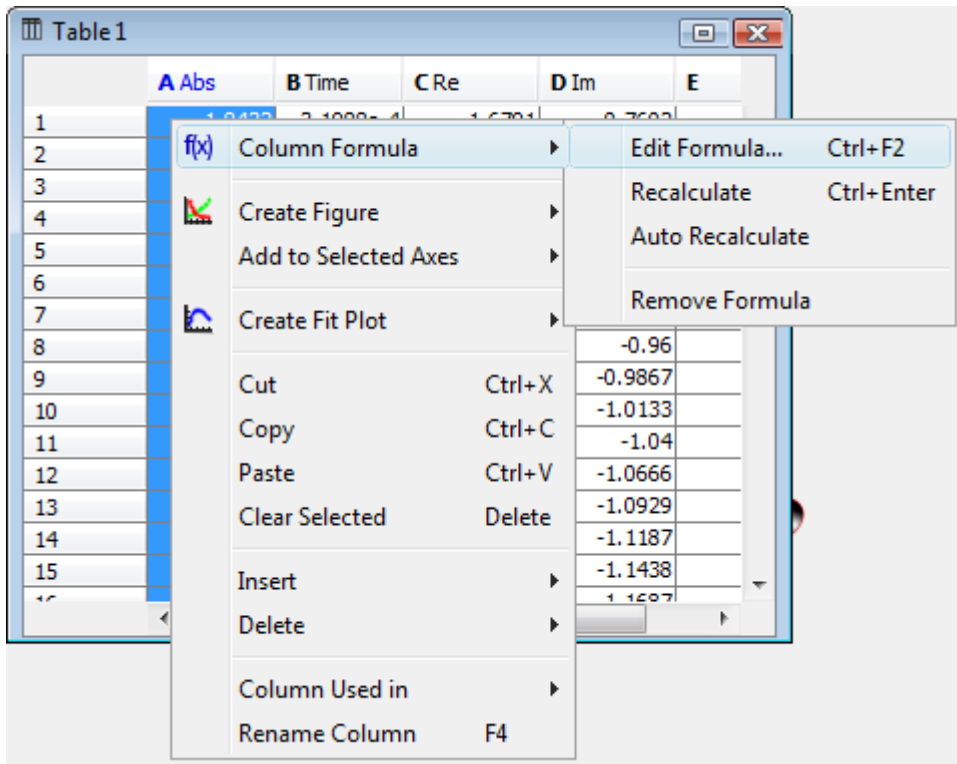 Table 1
A Abs B Time C Re D Im E
1
2
3
4
5
6
7
8 -0.96
9 -0.9867
10 -1.0133
11 -1.04
12 -1.0666
13 -1.0929
14 -1.1187
15 -1.1438
f(x) Column Formula
Create Figure
Add to Selected Axes
Create Fit Plot
Cut Ctrl+X
Copy Ctrl+C
Paste Ctrl+V
Clear Selected Delete
Insert
Delete
Column Used in
Rename Column F4
Edit Formula... Ctrl+F2
Recalculate Ctrl+Enter
Auto Recalculate
Remove Formula